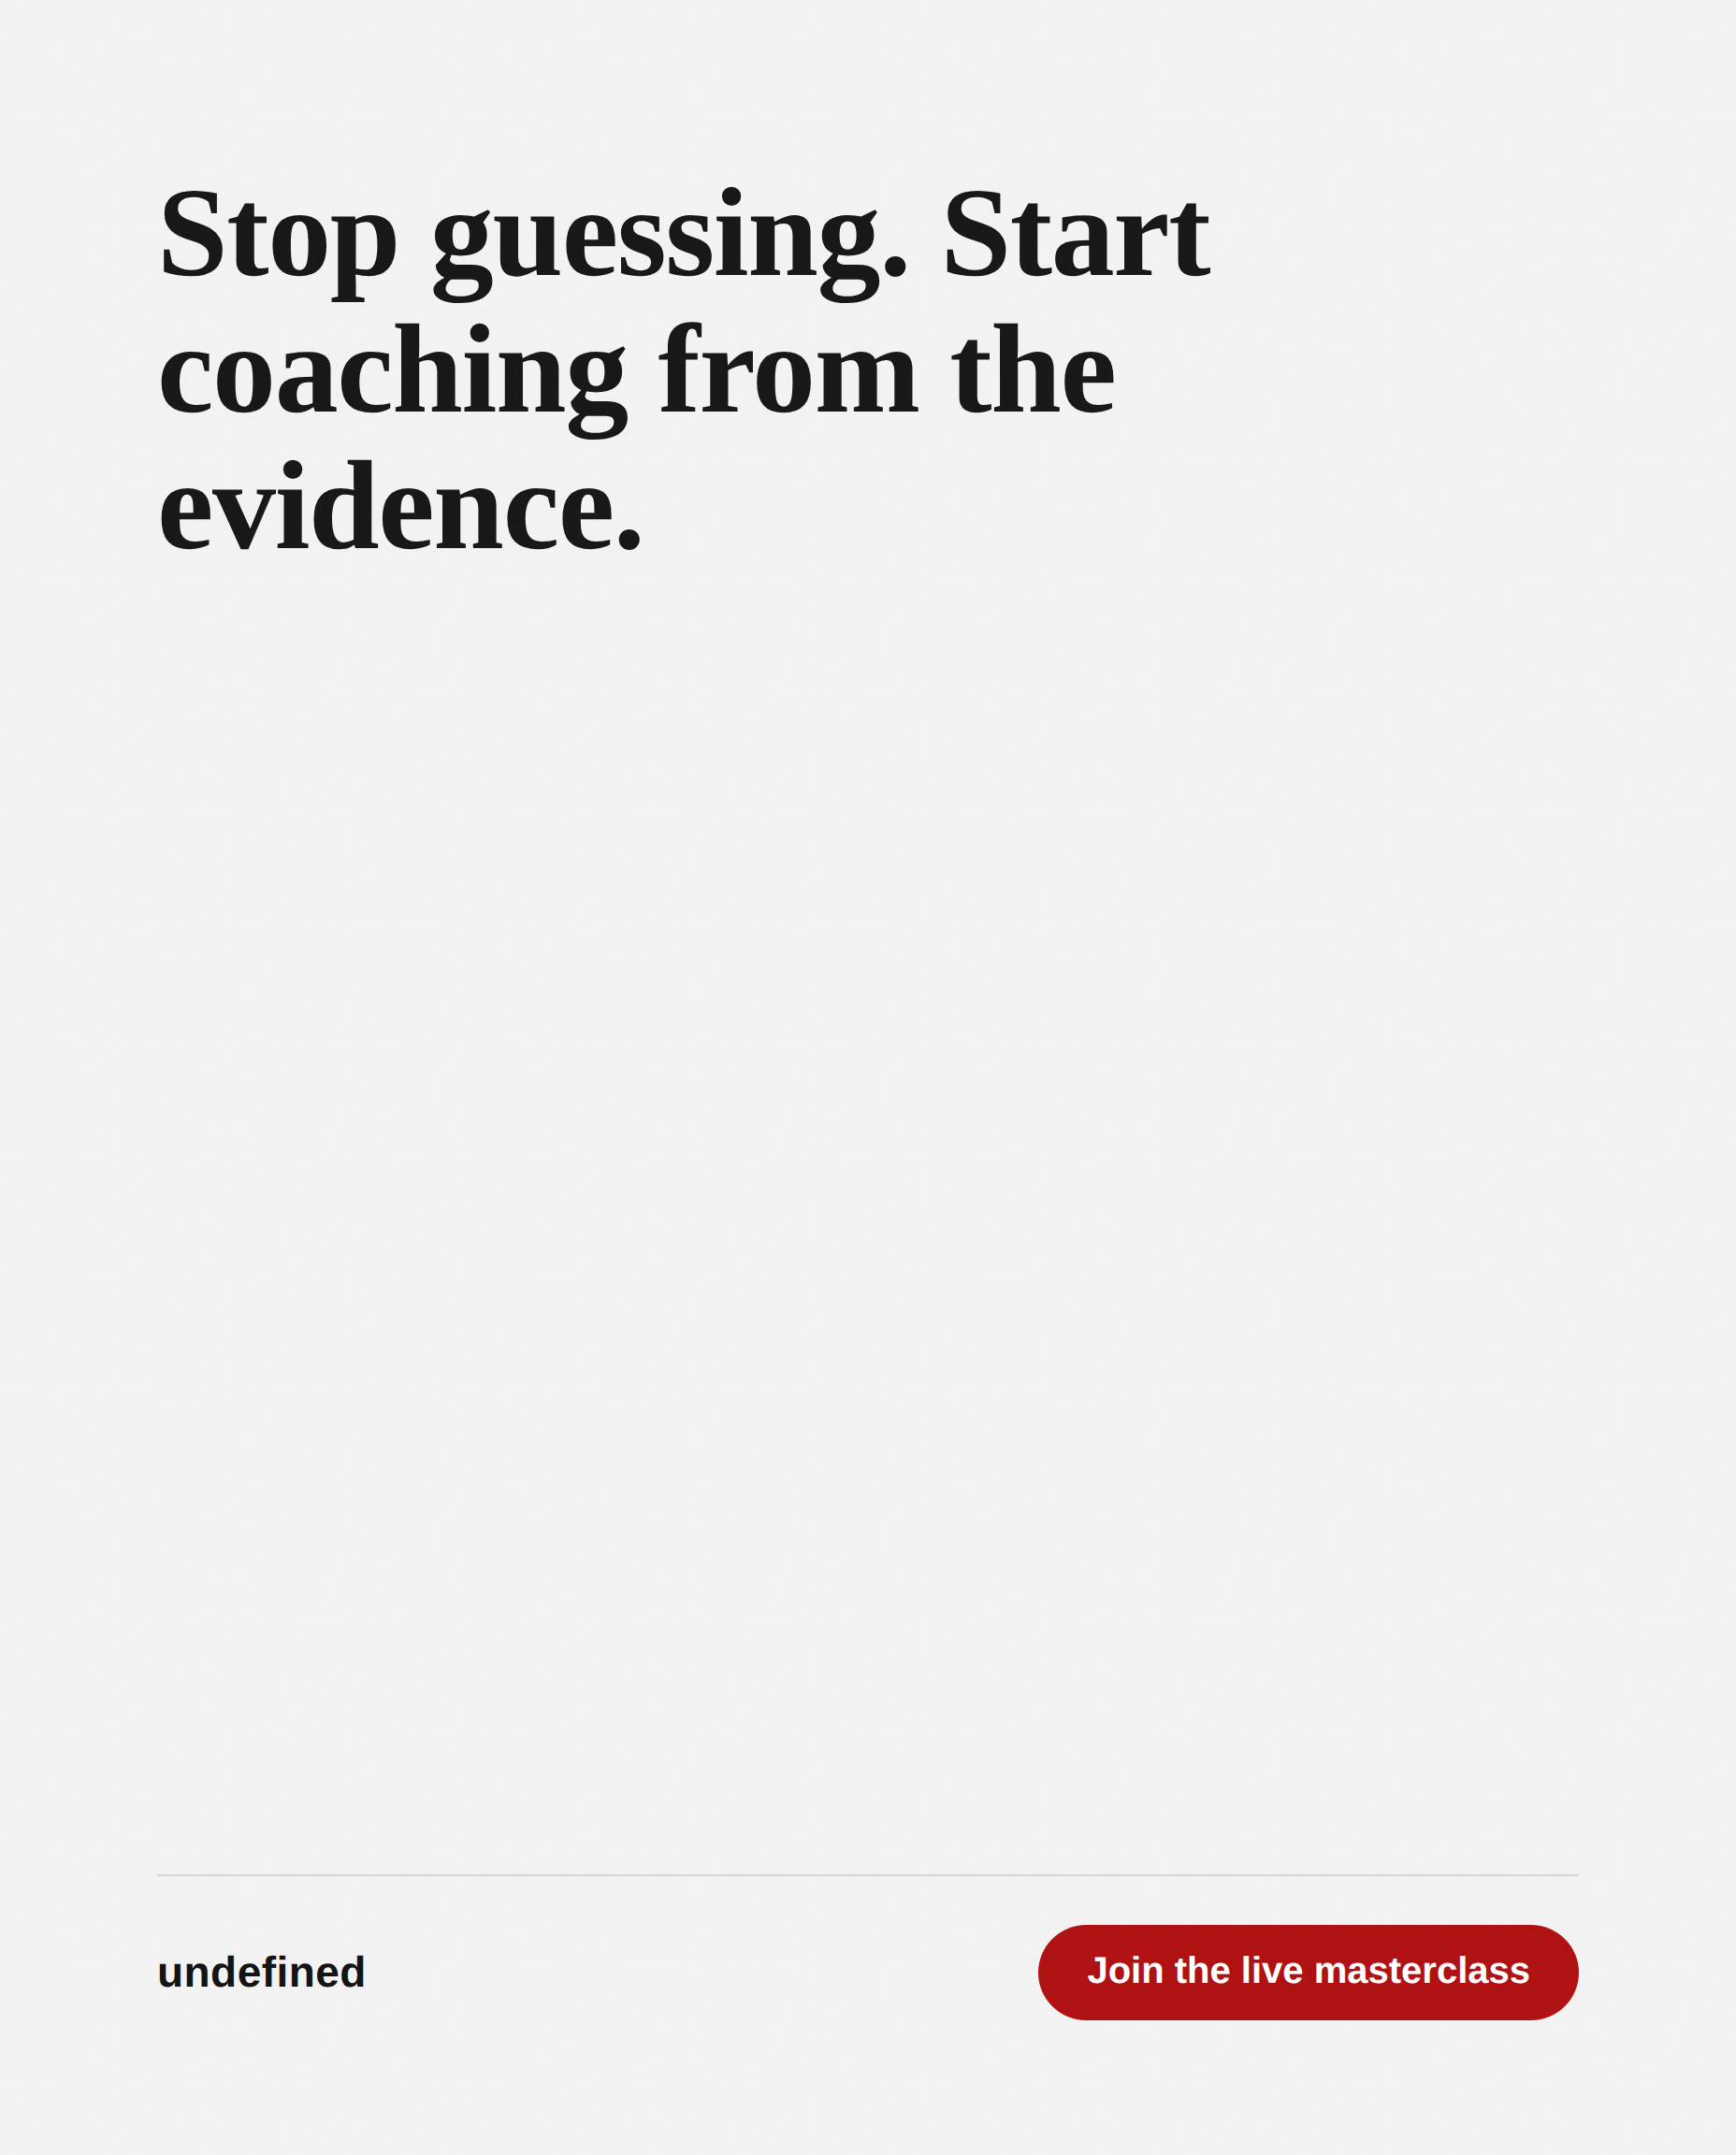 Stop guessing. Start
coaching from the
evidence.
undefined
Join the live masterclass